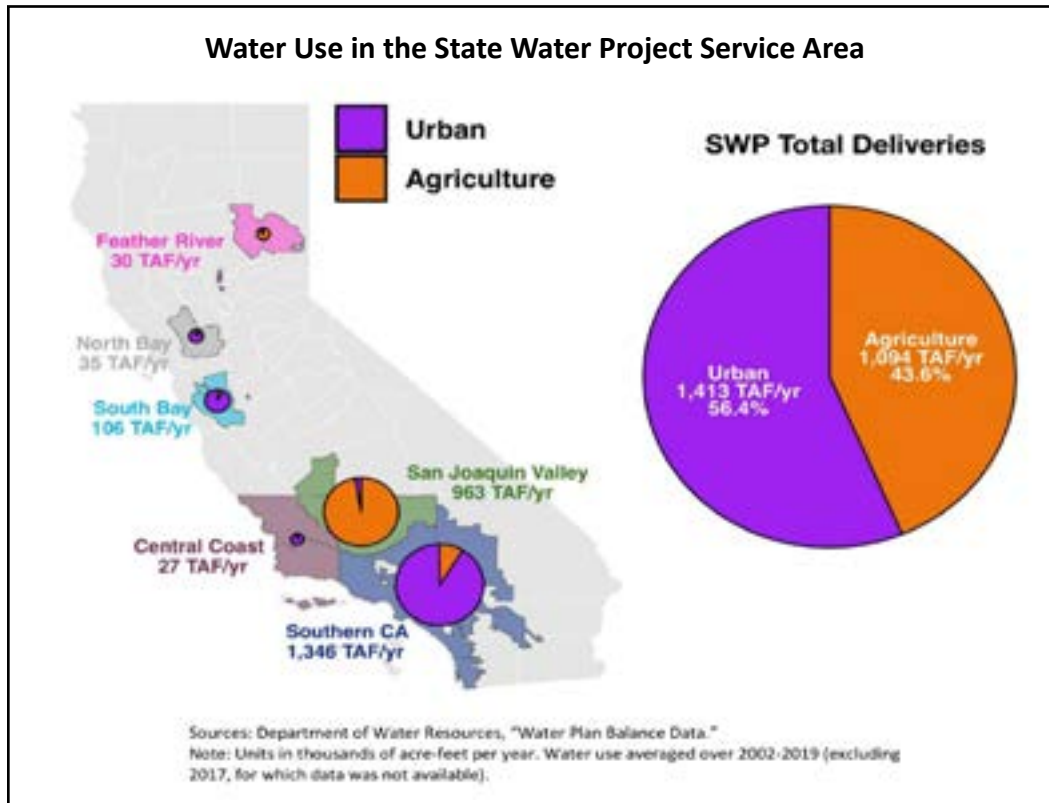 Water Use in the State Water Project Service Area
Urban
Agriculture
SWP Total Deliveries
Feather River
30 TAF/yr
North Bay
35 TAF/yr
South Bay
106 TAF/yr
San Joaquin Valley
963 TAF/yr
Central Coast
27 TAF/yr
Southern CA
1,346 TAF/yr
Urban
1,413 TAF/yr
56.4%
Agriculture
1,094 TAF/yr
43.6%
Sources: Department of Water Resources, "Water Plan Balance Data."
Note: Units in thousands of acre-feet per year. Water use averaged over 2002-2019 (excluding
2017, for which data was not available).